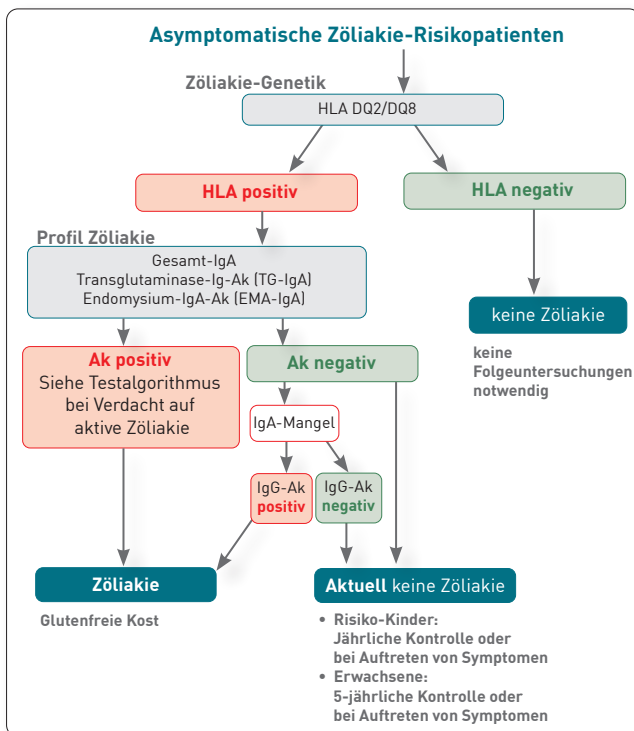 Asymptomatische Zöliakie-Risikopatienten
Zöliakie-Genetik
HLA DQ2/DQ8
HLA positiv
HLA negativ
Profil Zöliakie
Gesamt-IgA
Transglutaminase-Ig-Ak (TG-IgA)
Endomysium-IgA-Ak (EMA-IgA)
keine Zöliakie
keine
Folgeuntersuchungen
notwendig
Ak positiv
Siehe Testalgorithmus
bei Verdacht auf
aktive Zöliakie
Ak negativ
IgA-Mangel
IgG-Ak
positiv
IgG-Ak
negativ
Zöliakie
Glutenfreie Kost
Aktuell keine Zöliakie
• Risiko-Kinder:
Jährliche Kontrolle oder
bei Auftreten von Symptomen
• Erwachsene:
5-jährliche Kontrolle oder
bei Auftreten von Symptomen